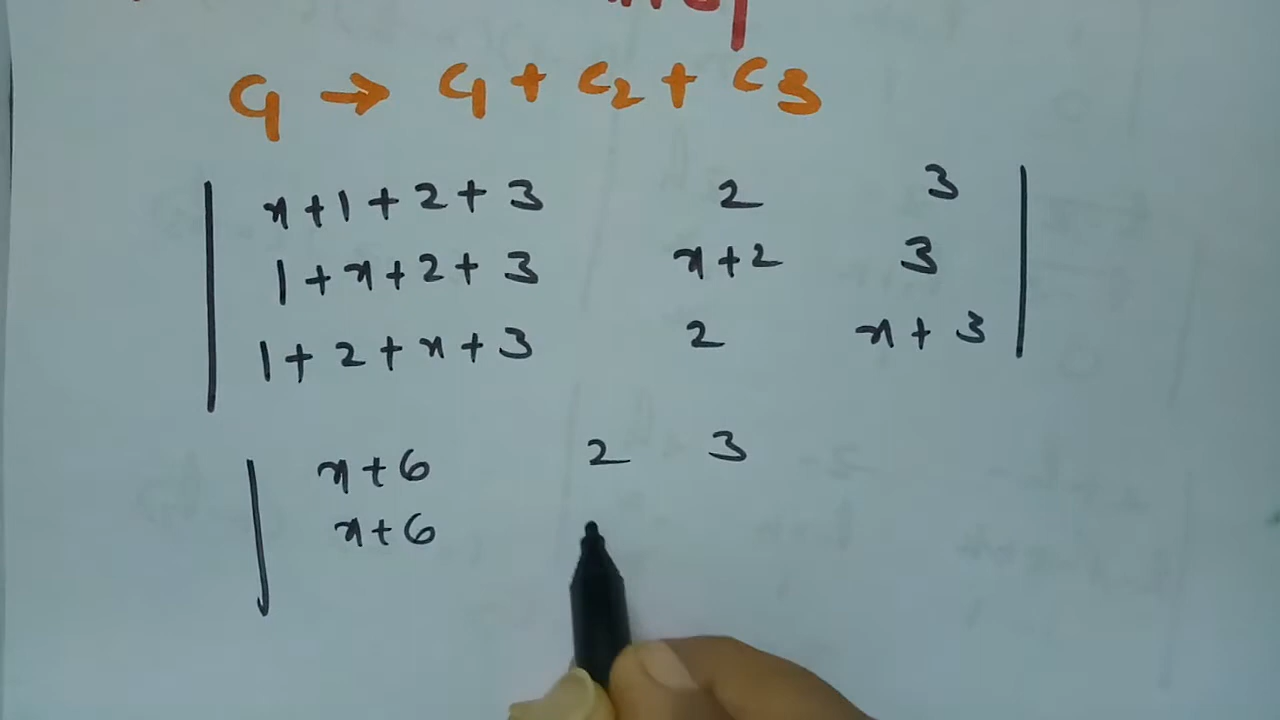 C1 → C1 + C2 + C3
x+1+2+3 2 3
1+x+2+3 x+2 3
1+2+x+3 2 x+3
x+6 2 3
x+6